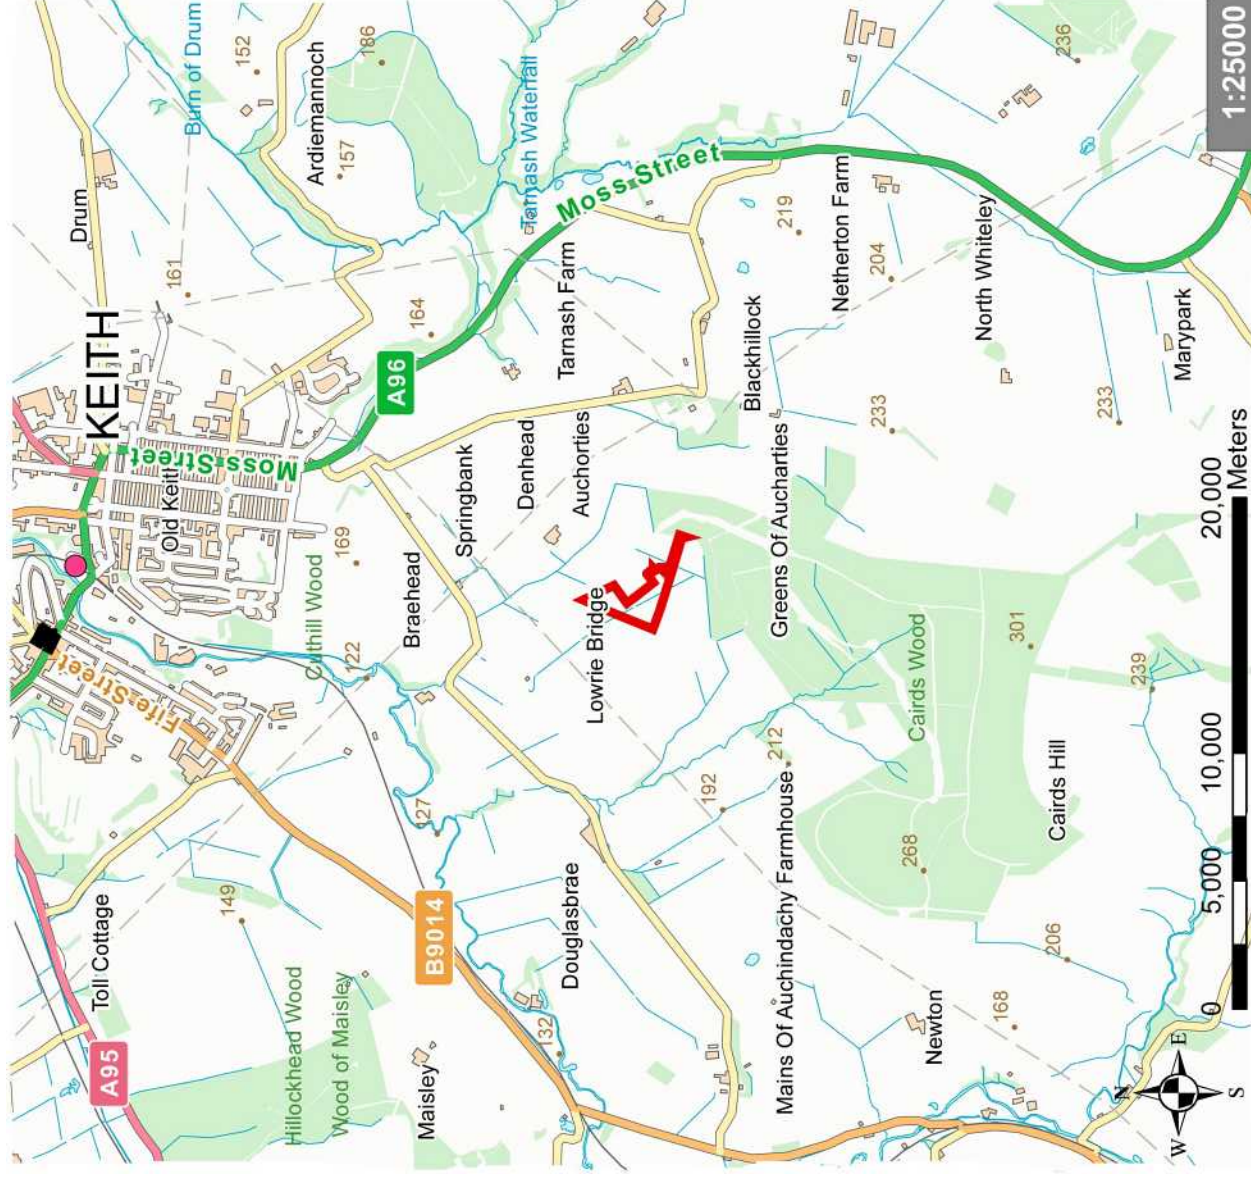 KEITH
Drum
Burn of Drum
152
Ardiemannoch
186
157
161
Tarnash Waterfall
Moss Street
Moss Street
Old Keith
A96
164
Tarnash Farm
219
Netherton Farm
204
North Whiteley
236
Marypark
233
233
Blackhillock
Auchorties
Denhead
Springbank
Braehead
Cuthill Wood
169
122
127
Fife Street
Lowrie Bridge
Greens Of Aucharties
Cairds Wood
301
239
Cairds Hill
268
212
192
Mains Of Auchindachy Farmhouse
206
168
Newton
Douglasbrae
132
B9014
149
Toll Cottage
A95
Hillockhead Wood
Wood of Maisley
Maisley
N
E
S
W
0
5,000
10,000
20,000
Meters
1:25000